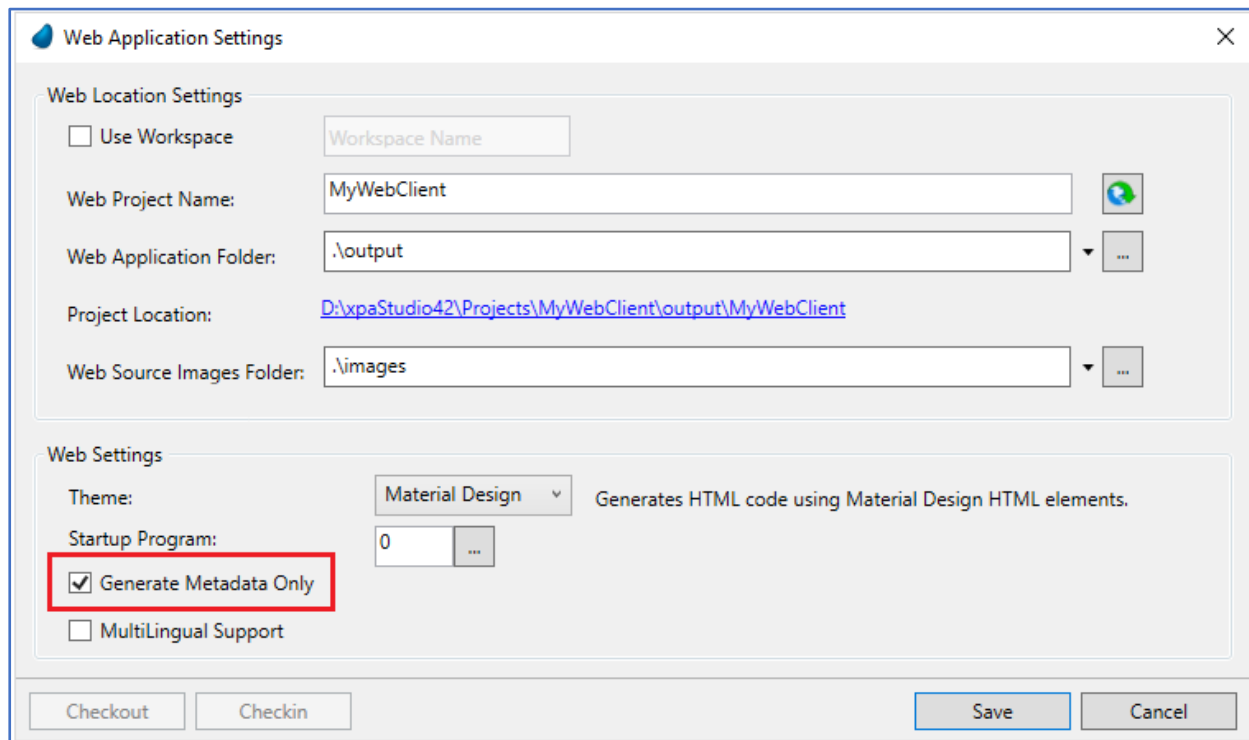 Web Application Settings
Web Location Settings
Use Workspace
Workspace Name
Web Project Name:
MyWebClient
Web Application Folder:
.\output
...
Project Location:
D:\xpaStudio42\Projects\MyWebClient\output\MyWebClient
Web Source Images Folder:
.\images
...
Web Settings
Theme:
Material Design
Generates HTML code using Material Design HTML elements.
Startup Program:
0
...
Generate Metadata Only
MultiLingual Support
Checkout
Checkin
Save
Cancel